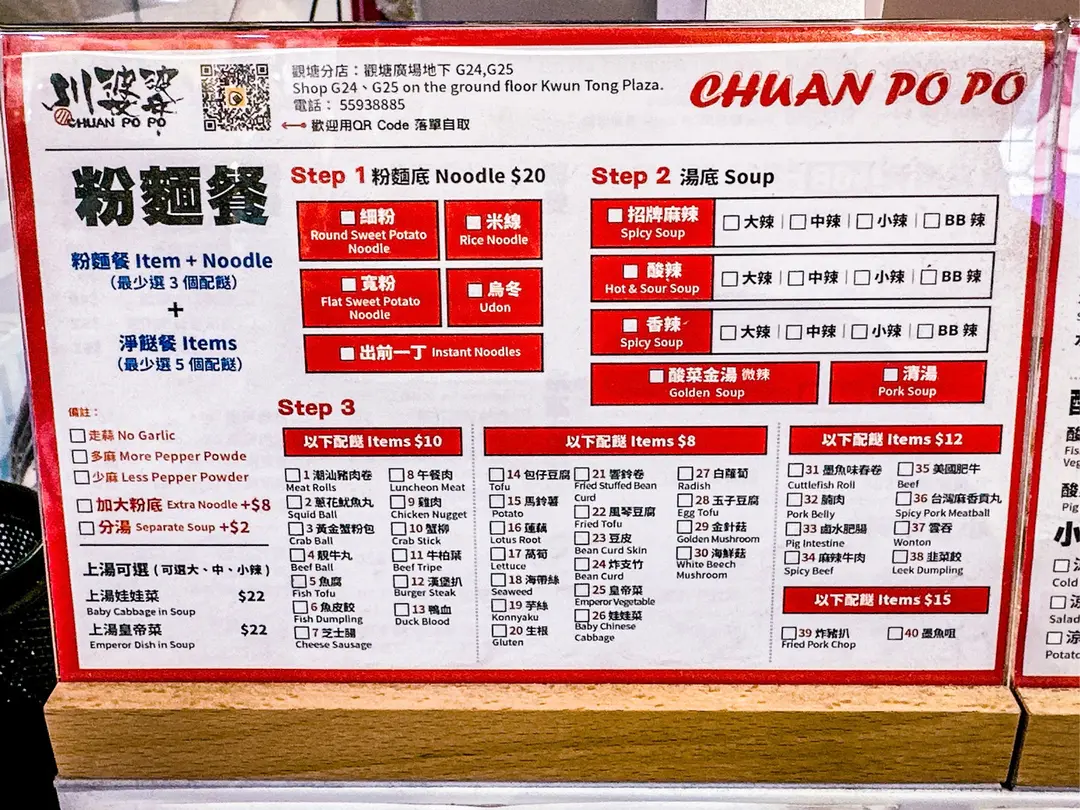 川婆婆
CHUAN PO PO
觀塘分店：觀塘廣場地下 G24,G25
Shop G24、G25 on the ground floor Kwun Tong Plaza.
電話： 55938885
歡迎用QR Code 落單自取
CHUAN PO PO
粉麵餐
粉麵餐 Item + Noodle
（最少選 3 個配餸）
+
淨餸餐 Items
（最少選 5 個配餸）
備註：
走蒜 No Garlic
多麻 More Pepper Powde
少麻 Less Pepper Powder
加大粉底 Extra Noodle +$8
分湯 Separate Soup +$2
上湯可選 ( 可選大、中、小辣 )
上湯娃娃菜 $22
Baby Cabbage in Soup
上湯皇帝菜 $22
Emperor Dish in Soup
Step 1 粉麵底 Noodle $20
細粉
Round Sweet Potato
Noodle
米線
Rice Noodle
寬粉
Flat Sweet Potato
Noodle
烏冬
Udon
出前一丁 Instant Noodles
Step 2 湯底 Soup
招牌麻辣
Spicy Soup
大辣 中辣 小辣 BB 辣
酸辣
Hot & Sour Soup
大辣 中辣 小辣 BB 辣
香辣
Spicy Soup
大辣 中辣 小辣 BB 辣
酸菜金湯 微辣
Golden Soup
清湯
Pork Soup
Step 3
以下配餸 Items $10
1 潮汕豬肉卷
Meat Rolls
2 蔥花魷魚丸
Squid Ball
3 黃金蟹粉包
Crab Ball
4 靚牛丸
Beef Ball
5 魚腐
Fish Tofu
6 魚皮餃
Fish Dumpling
7 芝士腸
Cheese Sausage
8 午餐肉
Luncheon Meat
9 雞肉
Chicken Nugget
10 蟹柳
Crab Stick
11 牛柏葉
Beef Tripe
12 漢堡扒
Burger Steak
13 鴨血
Duck Blood
以下配餸 Items $8
14 包仔豆腐
Tofu
15 馬鈴薯
Potato
16 蓮藕
Lotus Root
17 萵筍
Lettuce
18 海帶絲
Seaweed
19 芋絲
Konnyaku
20 生根
Gluten
21 響鈴卷
Fried Stuffed Bean
Curd
22 風琴豆腐
Fried Tofu
23 豆皮
Bean Curd Skin
24 炸支竹
Bean Curd
25 皇帝菜
Emperor Vegetable
26 娃娃菜
Baby Chinese
Cabbage
27 白蘿蔔
Radish
28 玉子豆腐
Egg Tofu
29 金針菇
Golden Mushroom
30 海鮮菇
White Beech
Mushroom
以下配餸 Items $12
31 墨魚味春卷
Cuttlefish Roll
32 腩肉
Pork Belly
33 鹵水肥腸
Pig Intestine
34 麻辣牛肉
Spicy Beef
35 美國肥牛
Beef
36 台灣麻香貢丸
Spicy Pork Meatball
37 雲吞
Wonton
38 韭菜餃
Leek Dumpling
以下配餸 Items $15
39 炸豬扒
Fried Pork Chop
40 墨魚咀
Fish
Vege
酸
Pig
小
Cold
Salad
Potato